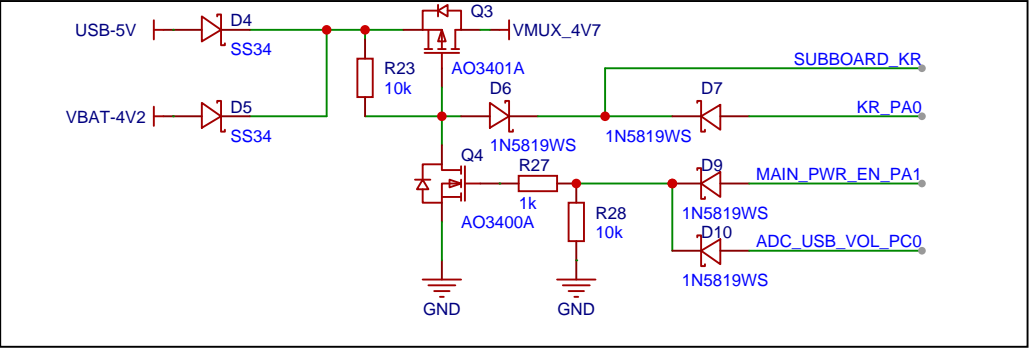 D4
Q3
USB-5V
VMUX_4V7
SS34
R23
10k
AO3401A
SUBBOARD_KR
D6
D7
VBAT-4V2
D5
KR_PA0
SS34
1N5819WS
1N5819WS
Q4
R27
D9
MAIN_PWR_EN_PA1
1k
R28
1N5819WS
AO3400A
10k
D10
ADC_USB_VOL_PC0
1N5819WS
GND
GND